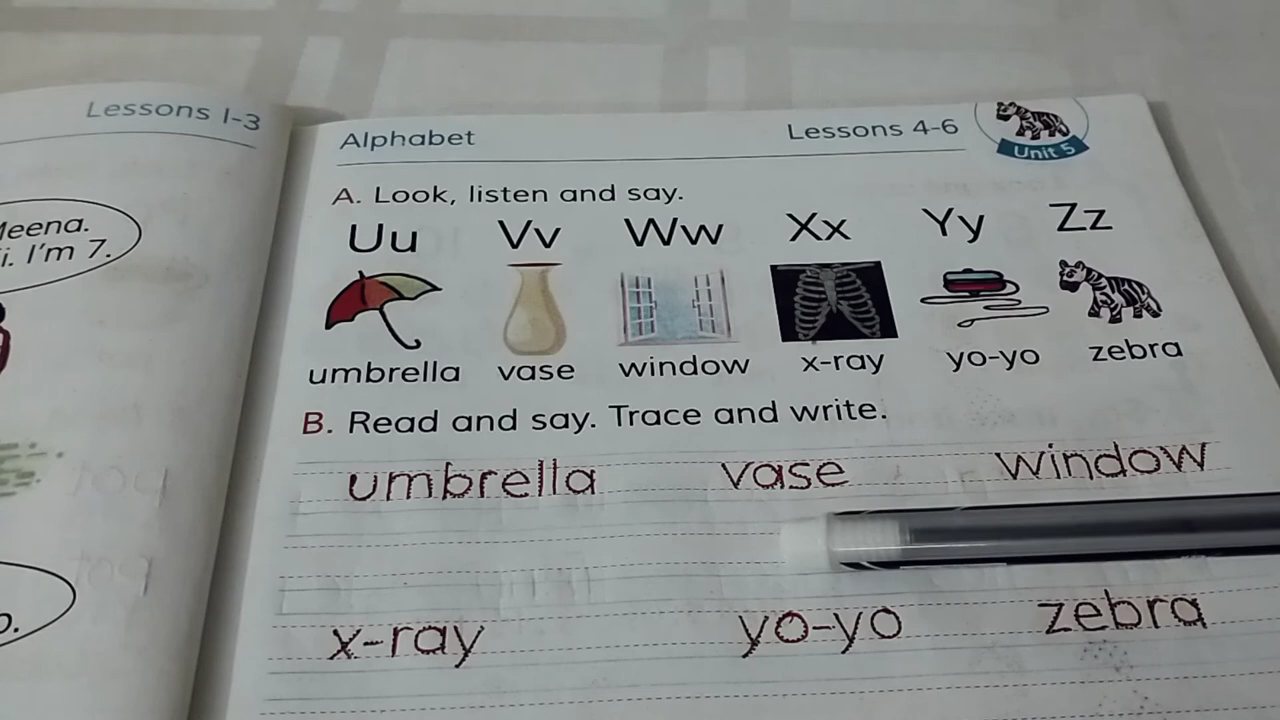 Lessons 1-3
Meena.
i. I'm 7.
Alphabet Lessons 4-6 Unit 5
A. Look, listen and say.
Uu Vv Ww Xx Yy Zz
umbrella vase window x-ray yo-yo zebra
B. Read and say. Trace and write.
umbrella vase window
x-ray yo-yo zebra